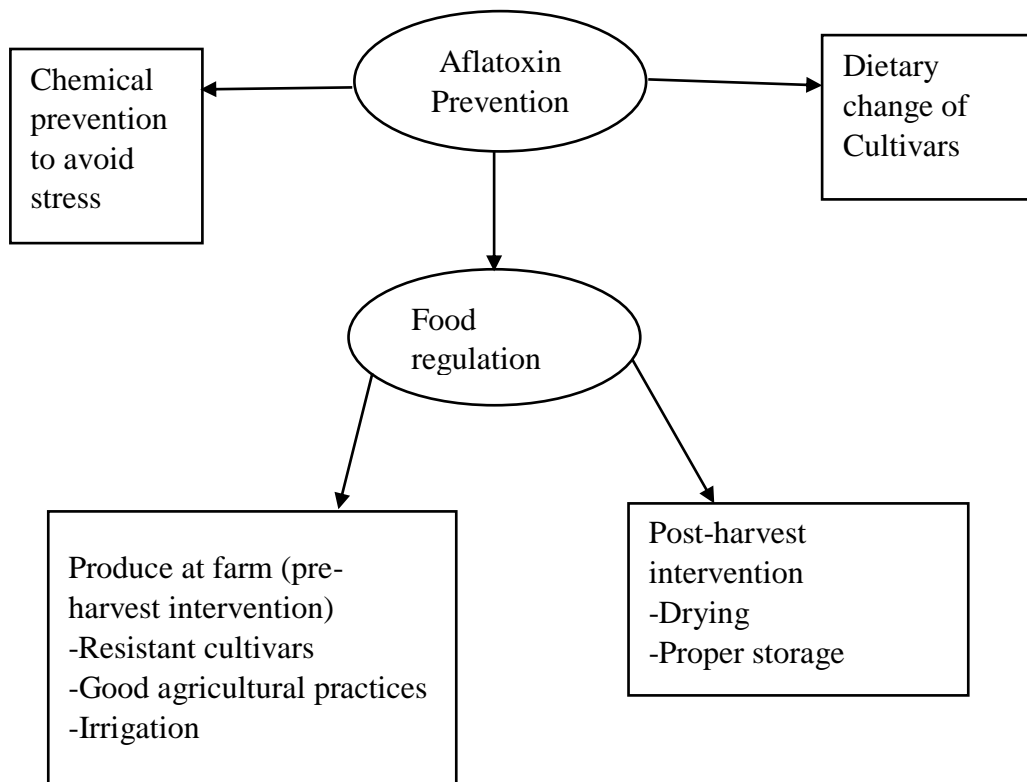 Aflatoxin
Prevention
Chemical
prevention
to avoid
stress
Dietary
change of
Cultivars
Food
regulation
Produce at farm (pre-
harvest intervention)
-Resistant cultivars
-Good agricultural practices
-Irrigation
Post-harvest
intervention
-Drying
-Proper storage